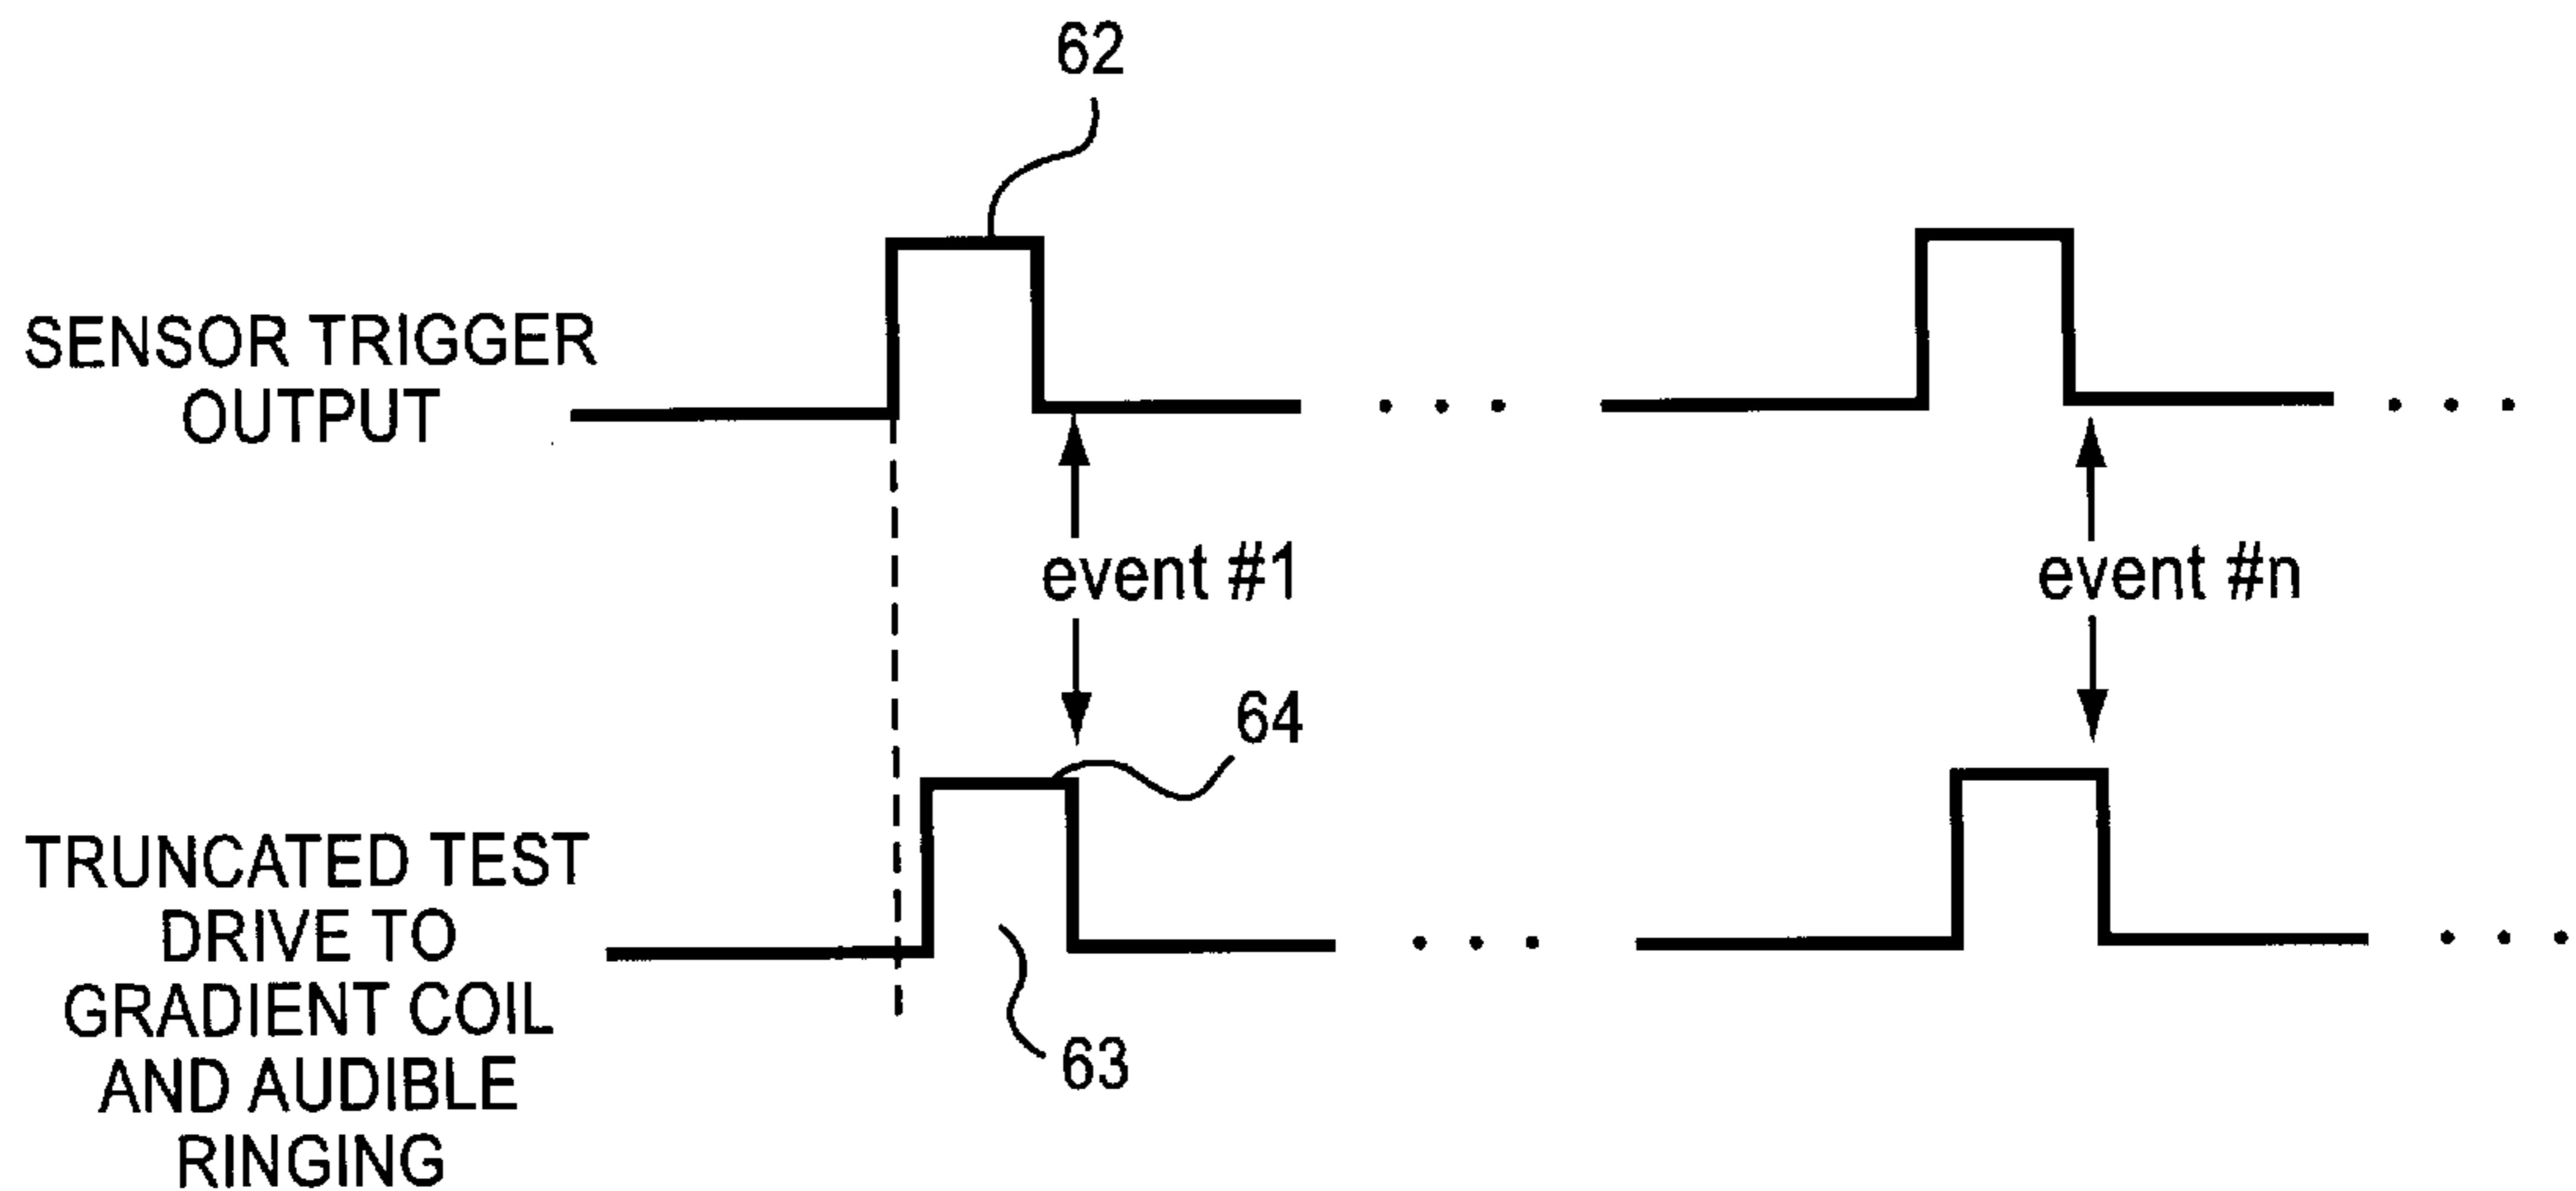 62
SENSOR TRIGGER
OUTPUT
. . .
. . .
event #1
event #n
64
TRUNCATED TEST
DRIVE TO
GRADIENT COIL
AND AUDIBLE
RINGING
. . .
. . .
63